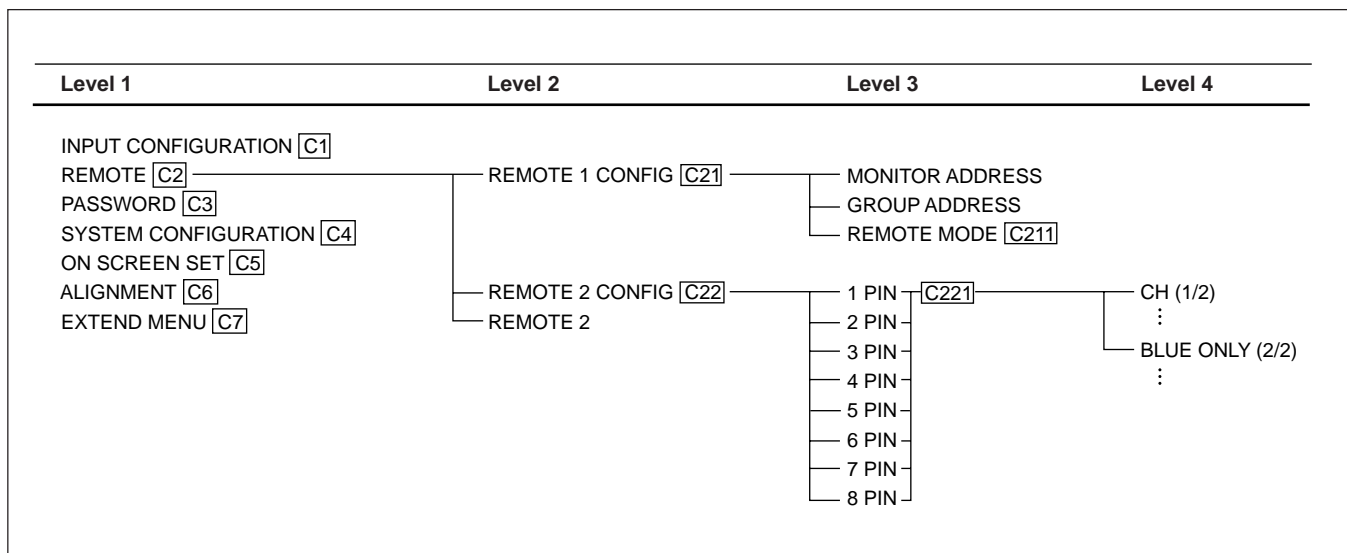 Level 1 Level 2 Level 3 Level 4
INPUT CONFIGURATION C1
REMOTE C2 REMOTE 1 CONFIG C21 MONITOR ADDRESS
PASSWORD C3 GROUP ADDRESS
SYSTEM CONFIGURATION C4 REMOTE MODE C211
ON SCREEN SET C5
ALIGNMENT C6 REMOTE 2 CONFIG C22 1 PIN C221 CH (1/2)
EXTEND MENU C7 REMOTE 2 2 PIN
3 PIN BLUE ONLY (2/2)
4 PIN
5 PIN
6 PIN
7 PIN
8 PIN